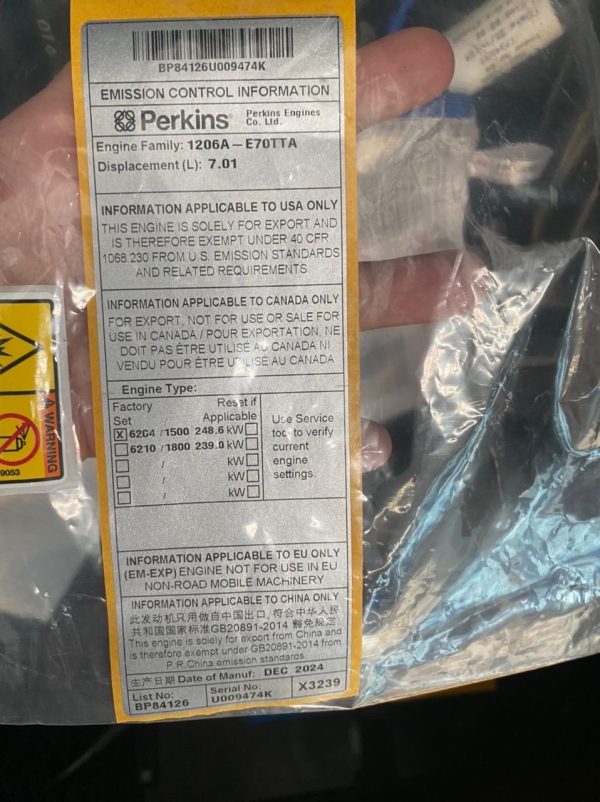 BP84126U009474K
EMISSION CONTROL INFORMATION
Perkins Perkins Engines Co. Ltd.
Engine Family: 1206A – E70TTA
Displacement (L): 7.01
INFORMATION APPLICABLE TO USA ONLY
THIS ENGINE IS SOLELY FOR EXPORT AND
IS THEREFORE EXEMPT UNDER 40 CFR
1068.230 FROM U.S. EMISSION STANDARDS
AND RELATED REQUIREMENTS
INFORMATION APPLICABLE TO CANADA ONLY
FOR EXPORT, NOT FOR USE OR SALE FOR
USE IN CANADA / POUR EXPORTATION, NE
DOIT PAS ÊTRE UTILISÉ AU CANADA NI
VENDU POUR ÊTRE UTILISÉ AU CANADA
Engine Type:
Factory Set
Reset if Applicable
X 6204 / 1500 248.6 kW
6210 / 1800 239.0 kW
/ kW
/ kW
/ kW
Use Service
tool to verify
current
engine
settings.
INFORMATION APPLICABLE TO EU ONLY
(EM-EXP) ENGINE NOT FOR USE IN EU
NON-ROAD MOBILE MACHINERY
INFORMATION APPLICABLE TO CHINA ONLY
此发动机只用做自中国出口, 符合中华人民
共和国国家标准GB20891-2014 豁免规定
This engine is solely for export from China and
is therefore exempt under GB20891-2014 from
P.R.China emission standards.
生产日期 Date of Manuf: DEC 2024
List No: BP84126
Serial No: U009474K
X3239
WARNING
9053